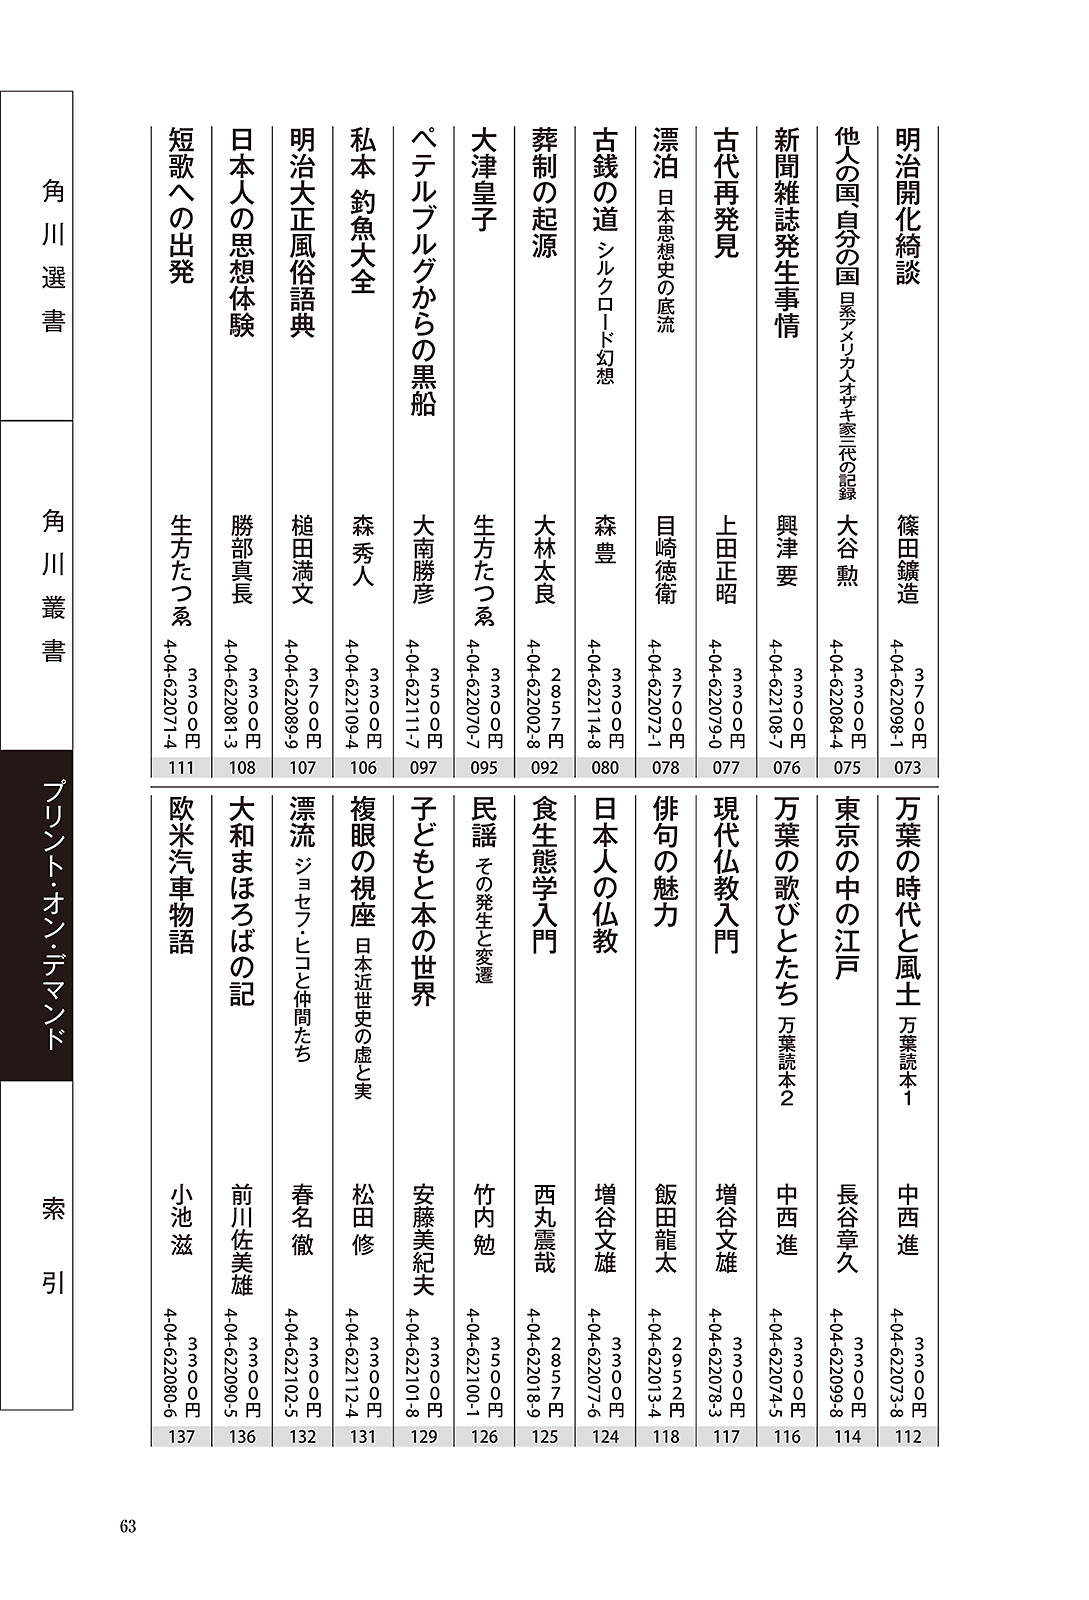 明治開化綺談
篠田鑛造
3700円
4-04-622098-1
073
他人の国、自分の国 日系アメリカ人オザキ家三代の記録
大谷 勲
3300円
4-04-622084-4
075
新聞雑誌発生事情
興津 要
3300円
4-04-622108-7
076
古代再発見
上田正昭
3300円
4-04-622079-0
077
漂泊 日本思想史の底流
目崎徳衛
3700円
4-04-622072-1
078
古銭の道 シルクロード幻想
森 豊
3300円
4-04-622114-8
080
葬制の起源
大林太良
2857円
4-04-622002-8
092
大津皇子
生方たつゑ
3300円
4-04-622070-7
095
ペテルブルグからの黒船
大南勝彦
3500円
4-04-622111-7
097
私本 釣魚大全
森 秀人
3300円
4-04-622109-4
106
明治大正風俗語典
槌田満文
3700円
4-04-622089-9
107
日本人の思想体験
勝部真長
3300円
4-04-622081-3
108
短歌への出発
生方たつゑ
3300円
4-04-622071-4
111
万葉の時代と風土 万葉読本1
中西 進
3300円
4-04-622073-8
112
東京の中の江戸
長谷章久
3300円
4-04-622099-8
114
万葉の歌びとたち 万葉読本2
中西 進
3300円
4-04-622074-5
116
現代仏教入門
増谷文雄
3300円
4-04-622078-3
117
俳句の魅力
飯田龍太
2952円
4-04-622013-4
118
日本人の仏教
増谷文雄
3300円
4-04-622077-6
124
食生態学入門
西丸震哉
2857円
4-04-622018-9
125
民謡 その発生と変遷
竹内 勉
3500円
4-04-622100-1
126
子どもと本の世界
安藤美紀夫
3300円
4-04-622101-8
129
複眼の視座 日本近世史の虚と実
松田 修
3300円
4-04-622112-4
131
漂流 ジョセフ・ヒコと仲間たち
春名 徹
3300円
4-04-622102-5
132
大和まほろばの記
前川佐美雄
3300円
4-04-622090-5
136
欧米汽車物語
小池 滋
3300円
4-04-622080-6
137
角川選書
角川叢書
プリント・オン・デマンド
索引
63